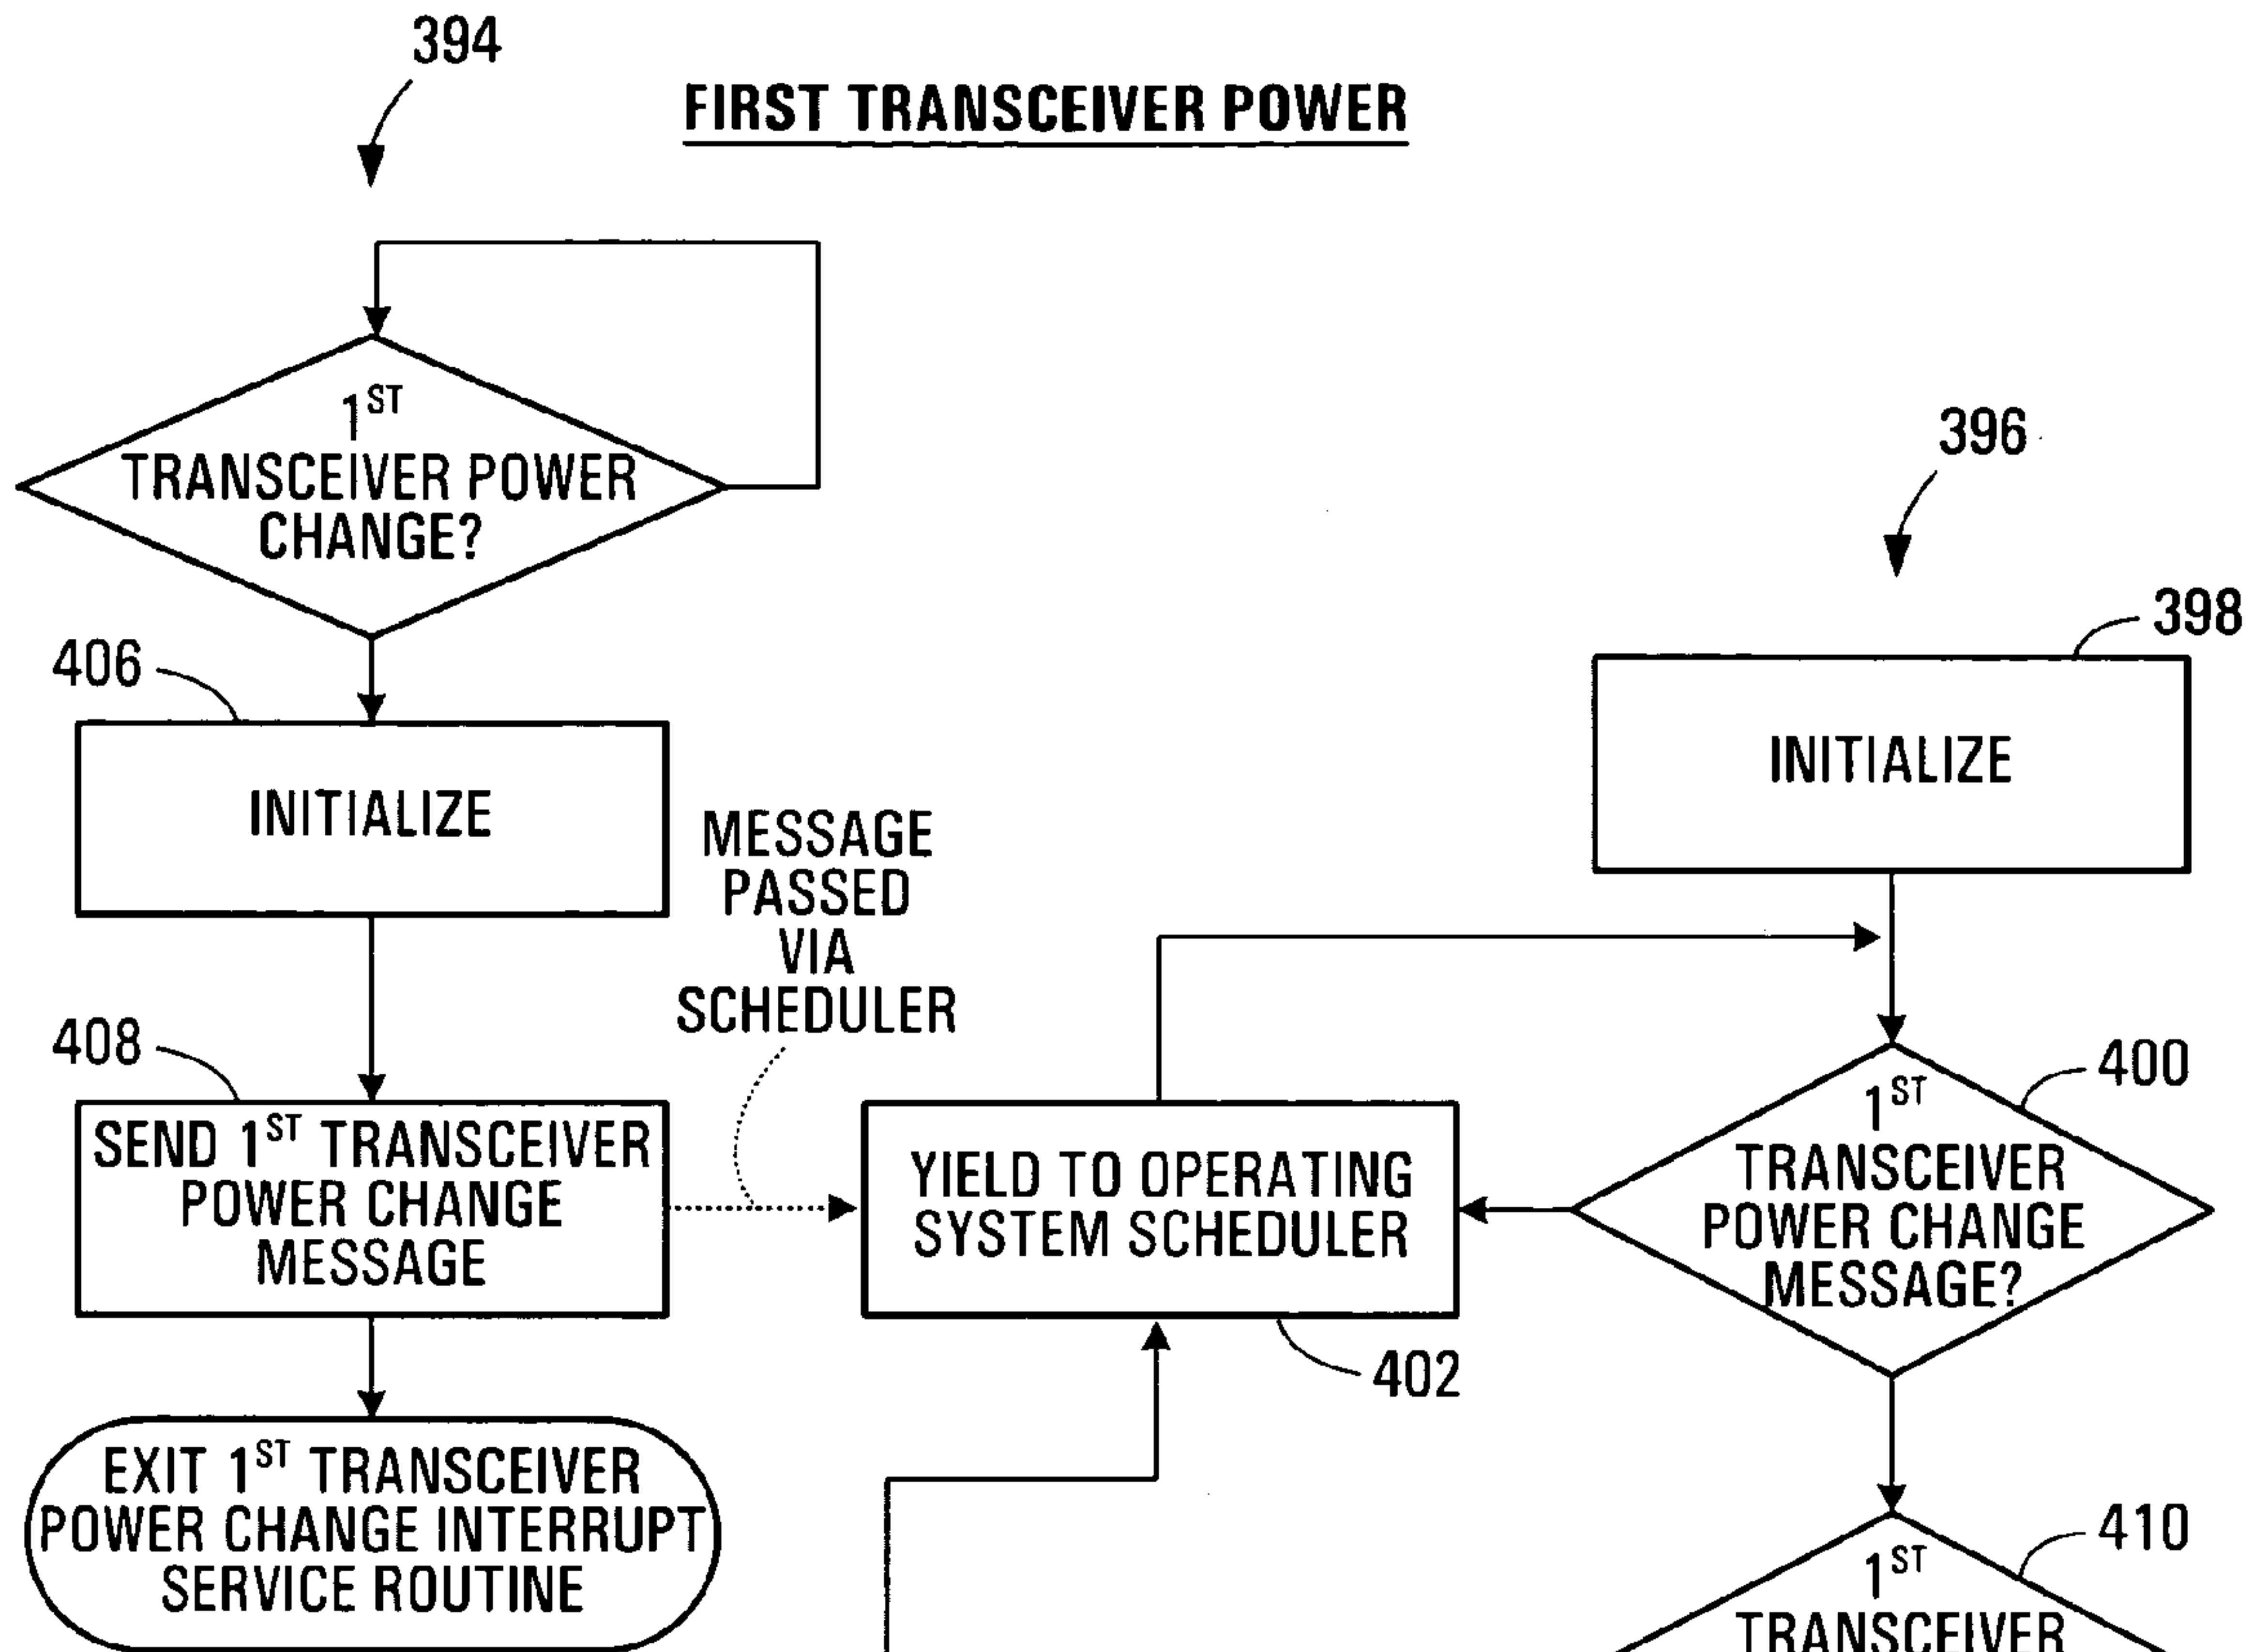 394
FIRST TRANSCEIVER POWER
1ST
TRANSCEIVER POWER
CHANGE?
396
398
406
INITIALIZE
INITIALIZE
MESSAGE
PASSED
VIA
SCHEDULER
408
400
SEND 1ST TRANSCEIVER
POWER CHANGE
MESSAGE
YIELD TO OPERATING
SYSTEM SCHEDULER
1ST
TRANSCEIVER
POWER CHANGE
MESSAGE?
402
EXIT 1ST TRANSCEIVER
POWER CHANGE INTERRUPT
SERVICE ROUTINE
410
1ST
TRANSCEIVER